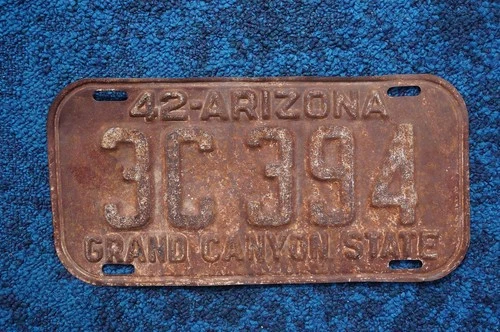 42-ARIZONA
3C 394
GRAND CANYON STATE